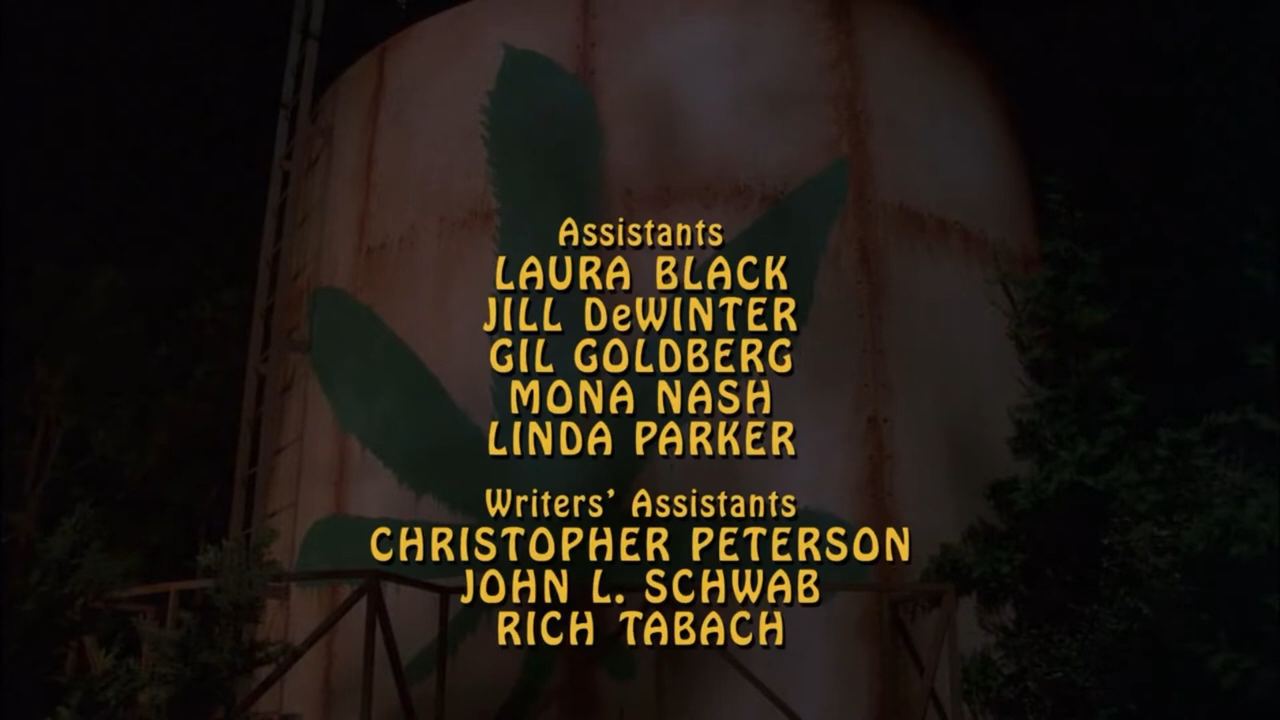 Assistants
LAURA BLACK
JILL DeWINTER
GIL GOLDBERG
MONA NASH
LINDA PARKER
Writers’ Assistants
CHRISTOPHER PETERSON
JOHN L. SCHWAB
RICH TABACH